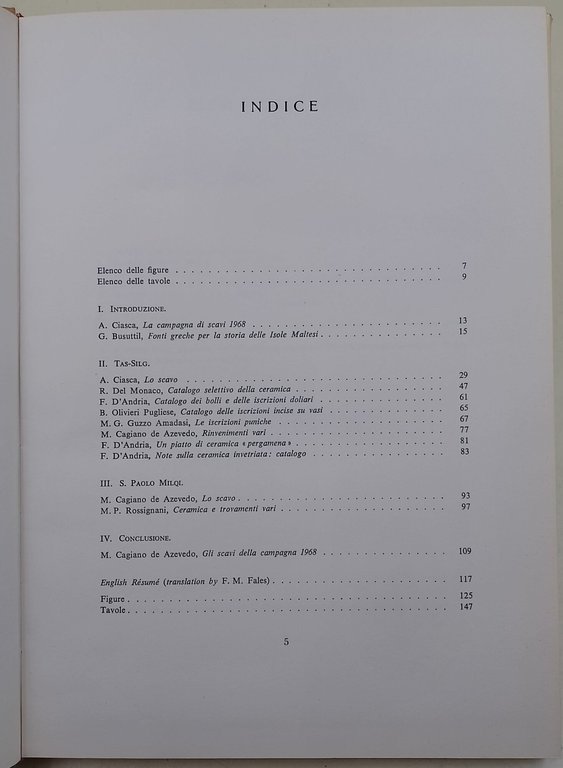 INDICE
Elenco delle figure . . . . . . . . . . . . . . . . . . . . . . . . . . . . . . . 7
Elenco delle tavole . . . . . . . . . . . . . . . . . . . . . . . . . . . . . . . 9
I. Introduzione.
A. Ciasca, La campagna di scavi 1968 . . . . . . . . . . . . . . . . . . . . . . . 13
G. Busuttil, Fonti greche per la storia delle Isole Maltesi . . . . . . . . . . . . . . . 15
II. Tas-Silg.
A. Ciasca, Lo scavo . . . . . . . . . . . . . . . . . . . . . . . . . . . . . . 29
R. Del Monaco, Catalogo selettivo della ceramica . . . . . . . . . . . . . . . . . . 47
F. D'Andria, Catalogo dei bolli e delle iscrizioni doliari . . . . . . . . . . . . . . . . 61
B. Olivieri Pugliese, Catalogo delle iscrizioni incise su vasi . . . . . . . . . . . . . . 65
M. G. Guzzo Amadasi, Le iscrizioni puniche . . . . . . . . . . . . . . . . . . . . 67
M. Cagiano de Azevedo, Rinvenimenti vari . . . . . . . . . . . . . . . . . . . . . 77
F. D'Andria, Un piatto di ceramica « pergamena » . . . . . . . . . . . . . . . . . . 81
F. D'Andria, Note sulla ceramica invetriata: catalogo . . . . . . . . . . . . . . . . 83
III. S. Paolo Milqi.
M. Cagiano de Azevedo, Lo scavo . . . . . . . . . . . . . . . . . . . . . . . . . 93
M. P. Rossignani, Ceramica e trovamenti vari . . . . . . . . . . . . . . . . . . . . 97
IV. Conclusione.
M. Cagiano de Azevedo, Gli scavi della campagna 1968 . . . . . . . . . . . . . . . 109
English Résumé (translation by F. M. Fales) . . . . . . . . . . . . . . . . . . . . . 117
Figure . . . . . . . . . . . . . . . . . . . . . . . . . . . . . . . . . . . . . . 125
Tavole . . . . . . . . . . . . . . . . . . . . . . . . . . . . . . . . . . . . . . 147
5